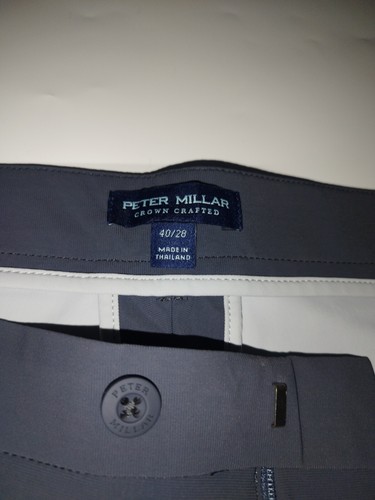 PETER MILLAR
CROWN CRAFTED
40/28
MADE IN
THAILAND
PETER
MILLAR